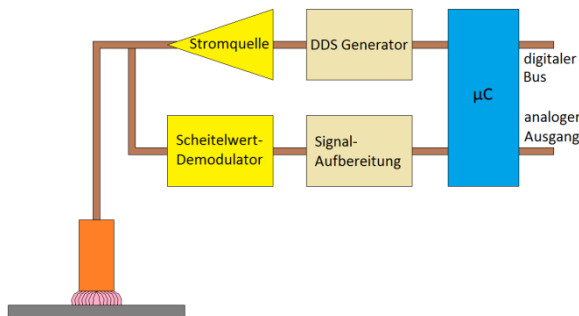 Stromquelle
DDS Generator
µC
digitaler
Bus
analoger
Ausgang
Scheitelwert-
Demodulator
Signal-
Aufbereitung